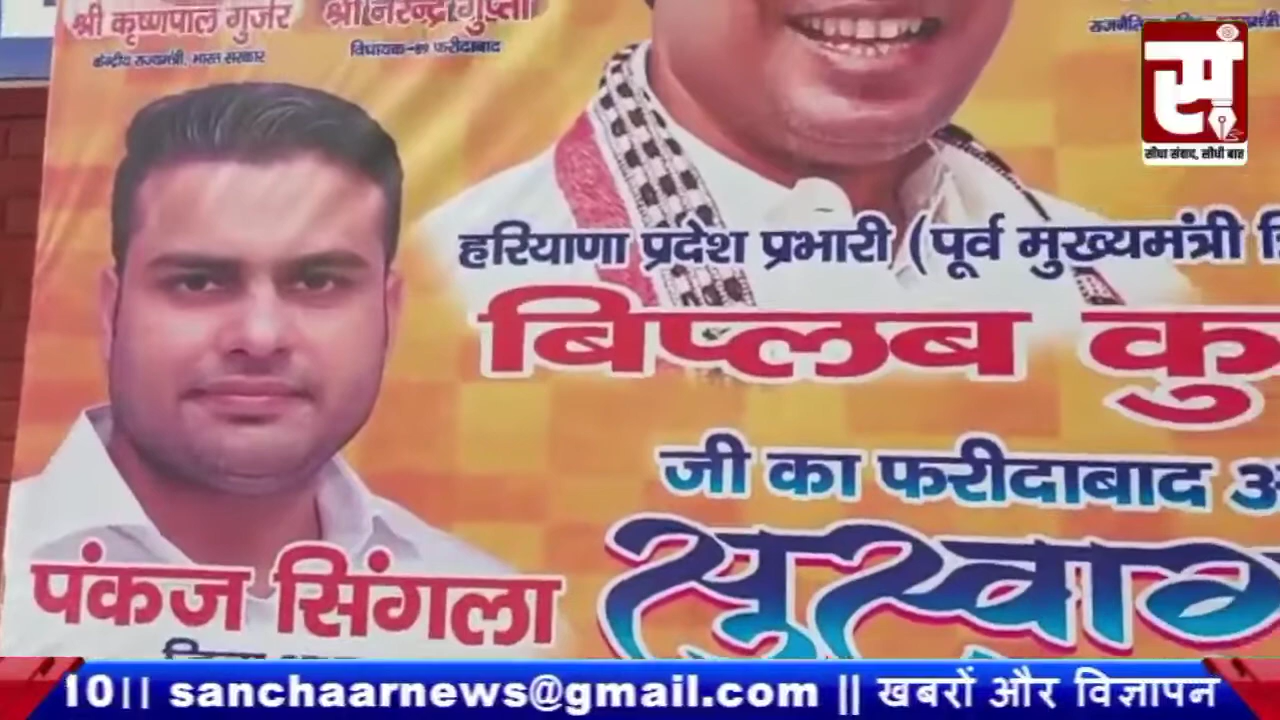 श्री कृष्णपाल गुर्जर
केन्द्रीय राज्यमंत्री, भारत सरकार
श्री नरेन्द्र गुप्ता
विधायक-89 फरीदाबाद
सं
सीधा संवाद, सीधी बात
हरियाणा प्रदेश प्रभारी (पूर्व मुख्यमंत्री
बिप्लब कु
जी का फरीदाबाद
सुस्वाग
पंकज सिंगला
10|| sanchaarnews@gmail.com || खबरों और विज्ञापन